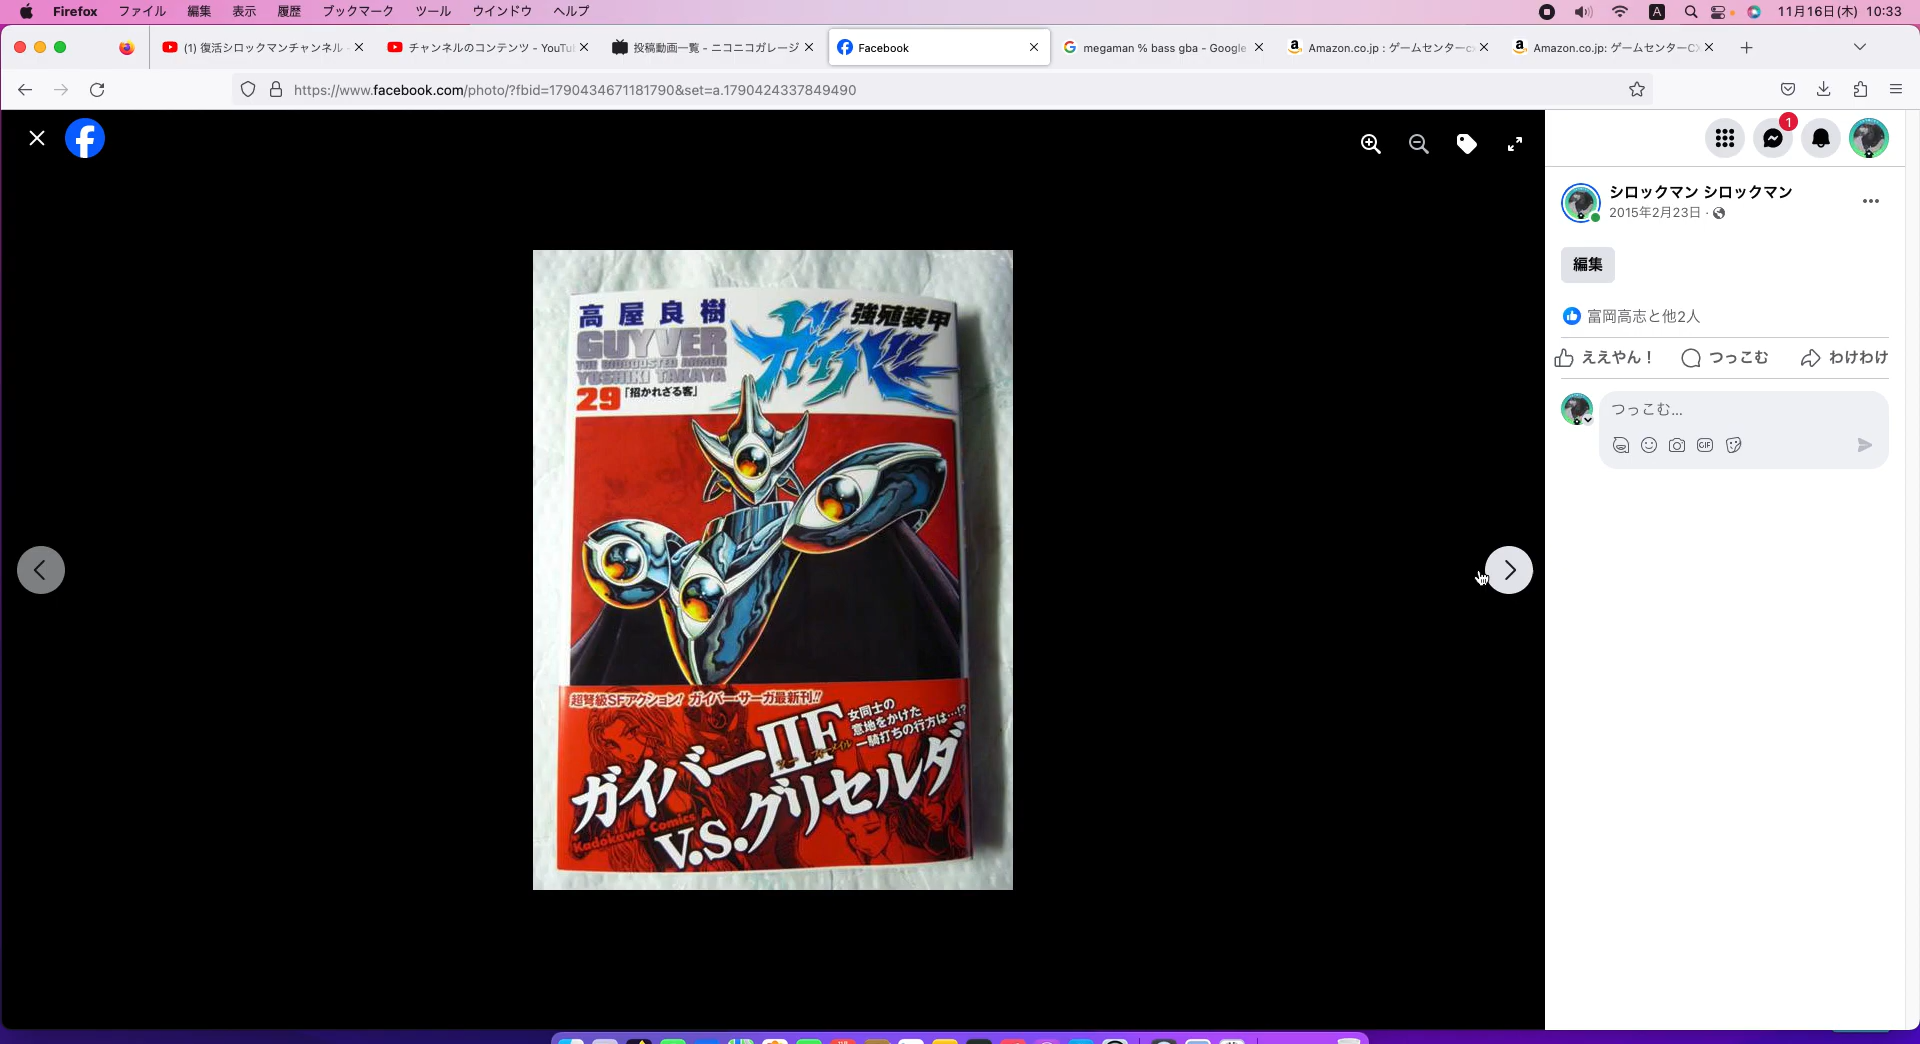 Firefox ファイル 編集 表示 履歴 ブックマーク ツール ウインドウ ヘルプ A 11月16日(木) 10:33
(1) 復活シロックマンチャンネル - チャンネルのコンテンツ - YouTu 投稿動画一覧 - ニコニコガレージ Facebook megaman % bass gba - Google Amazon.co.jp : ゲームセンターcx Amazon.co.jp: ゲームセンターCX
https://www.facebook.com/photo/?fbid=1790434671181790&set=a.1790424337849490
1
シロックマン シロックマン
2015年2月23日 ·
編集
富岡高志と他2人
ええやん！ つっこむ わけわけ
つっこむ...
GIF
高屋良樹
強殖装甲
ガイバー
GUYVER
THE BIOBOOSTED ARMOR
YOSHIKI TAKAYA
29「招かれざる客」
超弩級SFアクション! ガイバー・サーガ最新刊!!
女同士の
意地をかけた
一騎打ちの行方は…!?
ガイバーⅡF
V.S.グリセルダ
Kadokawa Comics A